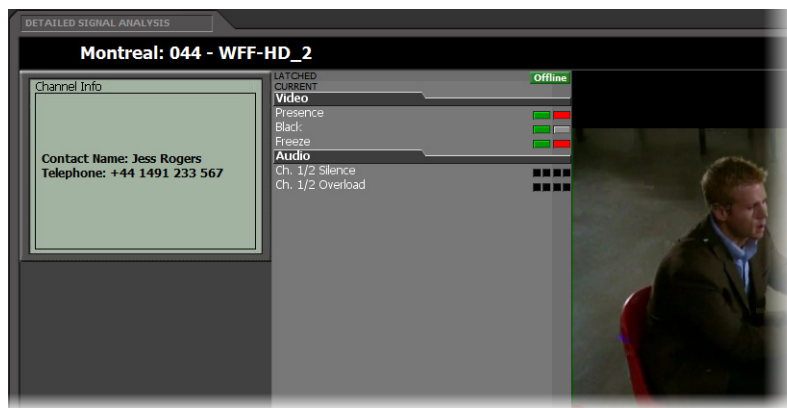 DETAILED SIGNAL ANALYSIS
Montreal: 044 - WFF-HD_2
Channel Info
Contact Name: Jess Rogers
Telephone: +44 1491 233 567
LATCHED
CURRENT
Offline
Video
Presence
Black:
Freeze
Audio
Ch. 1/2 Silence
Ch. 1/2 Overload